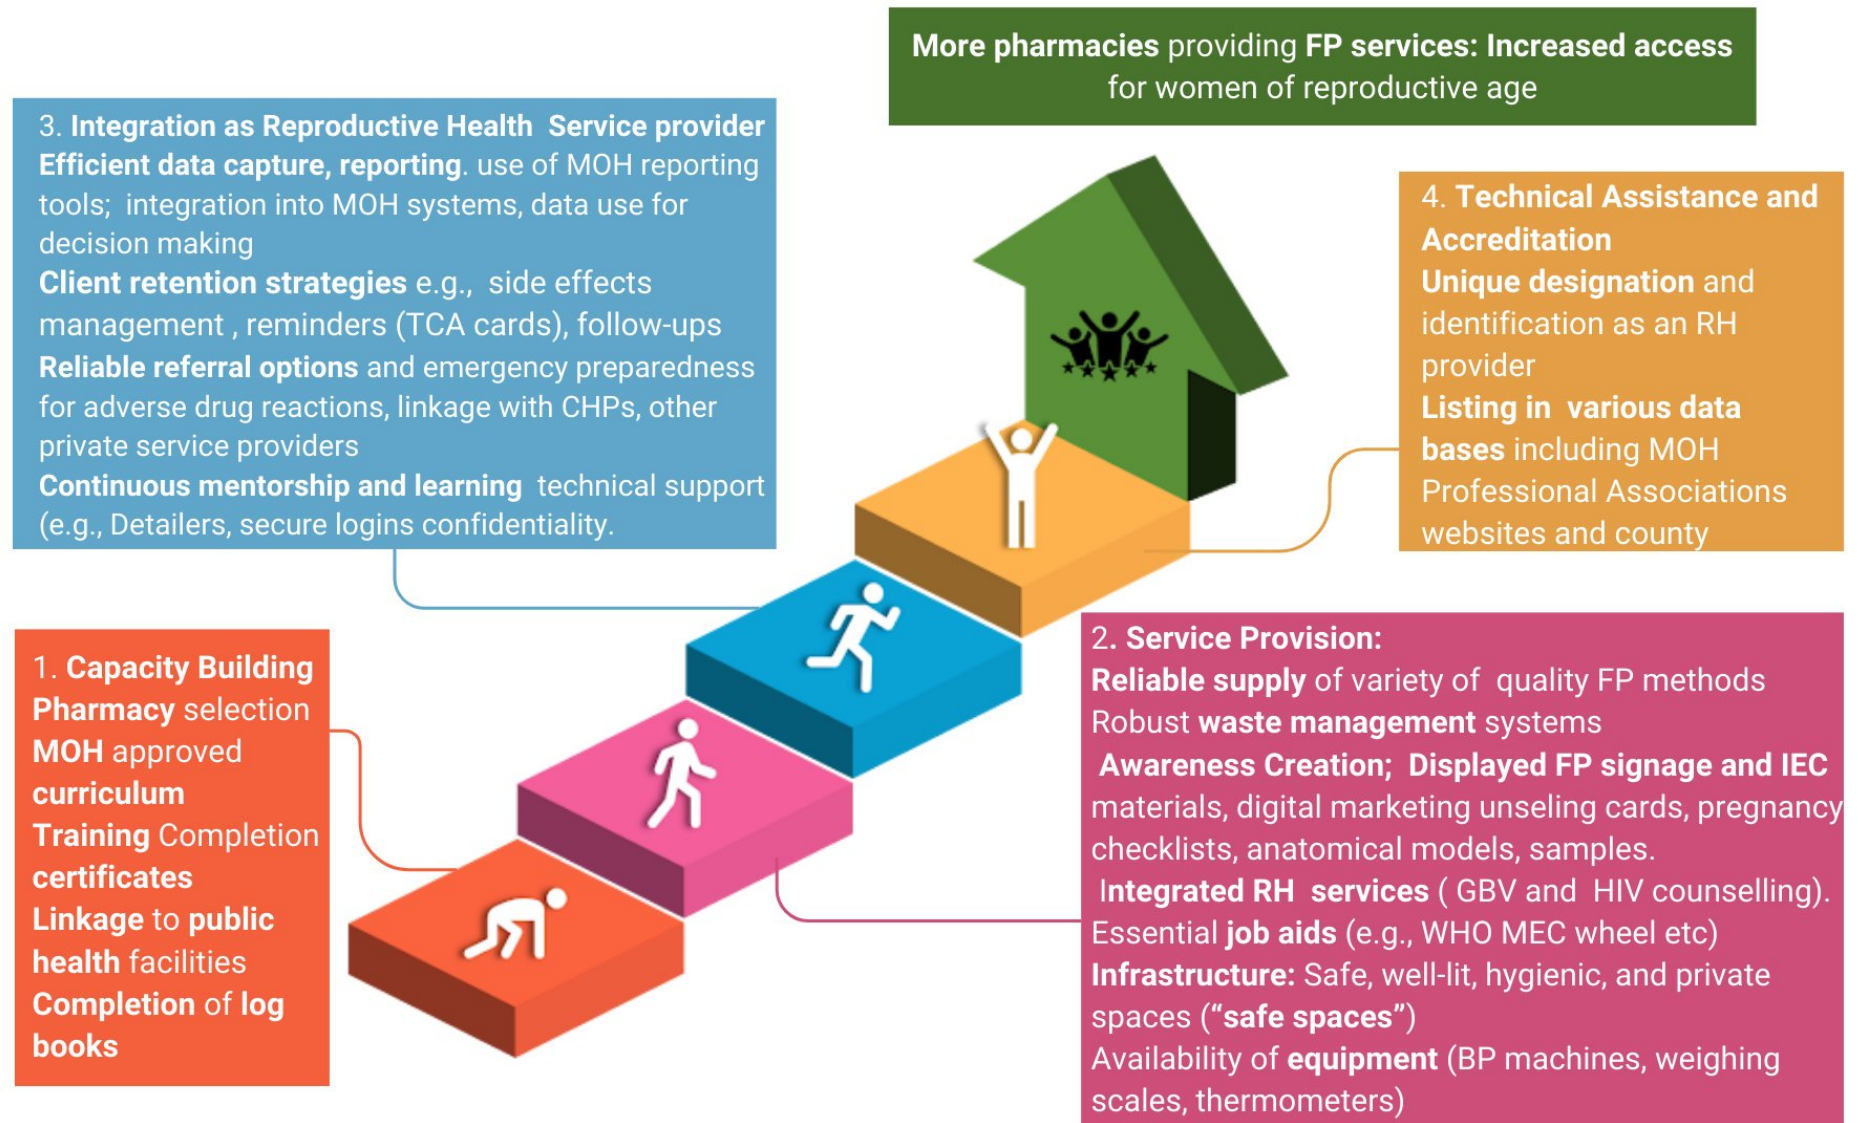 More pharmacies providing FP services: Increased access
for women of reproductive age
3. Integration as Reproductive Health Service provider
Efficient data capture, reporting. use of MOH reporting
tools; integration into MOH systems, data use for
decision making
Client retention strategies e.g., side effects
management , reminders (TCA cards), follow-ups
Reliable referral options and emergency preparedness
for adverse drug reactions, linkage with CHPs, other
private service providers
Continuous mentorship and learning technical support
(e.g., Detailers, secure logins confidentiality.
4. Technical Assistance and
Accreditation
Unique designation and
identification as an RH
provider
Listing in various data
bases including MOH
Professional Associations
websites and county
1. Capacity Building
Pharmacy selection
MOH approved
curriculum
Training Completion
certificates
Linkage to public
health facilities
Completion of log
books
2. Service Provision:
Reliable supply of variety of quality FP methods
Robust waste management systems
Awareness Creation; Displayed FP signage and IEC
materials, digital marketing unseling cards, pregnancy
checklists, anatomical models, samples.
Integrated RH services ( GBV and HIV counselling).
Essential job aids (e.g., WHO MEC wheel etc)
Infrastructure: Safe, well-lit, hygienic, and private
spaces (“safe spaces”)
Availability of equipment (BP machines, weighing
scales, thermometers)